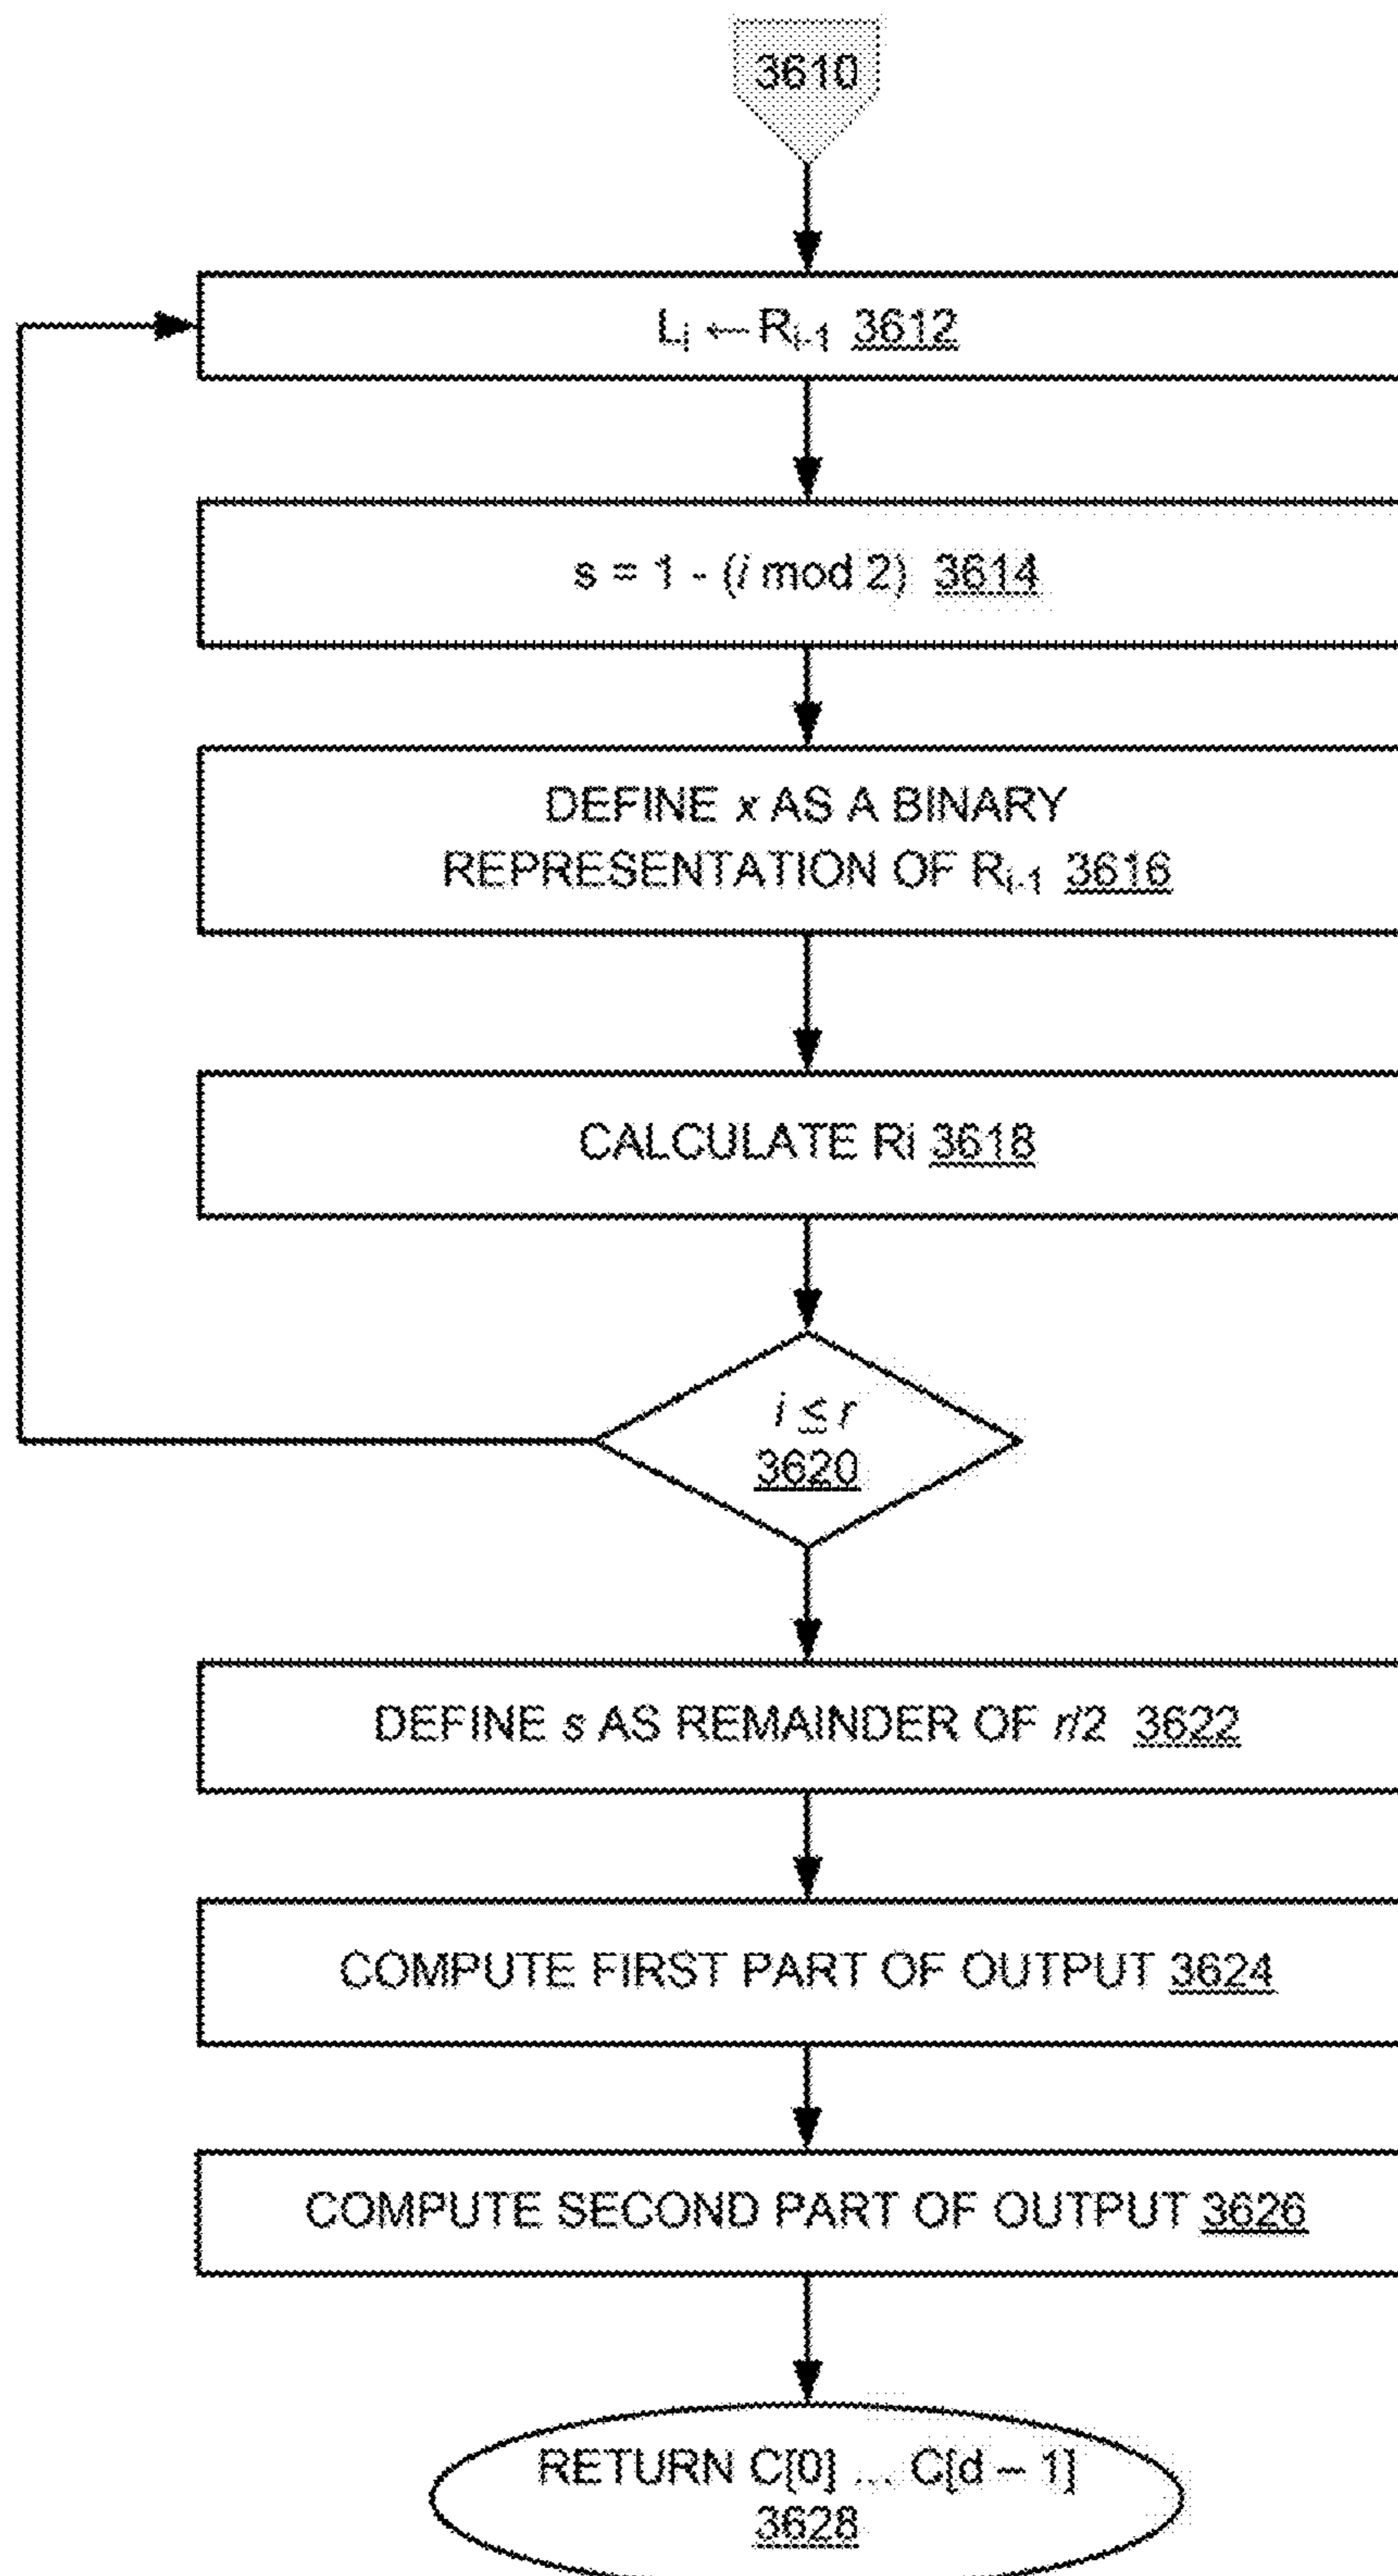 3610
Lᵢ ← Rᵢ₋₁ 3612
s = 1 - (i mod 2) 3614
DEFINE x AS A BINARY
REPRESENTATION OF Rᵢ₋₁ 3616
CALCULATE Ri 3618
i ≤ r
3620
DEFINE s AS REMAINDER OF r/2 3622
COMPUTE FIRST PART OF OUTPUT 3624
COMPUTE SECOND PART OF OUTPUT 3626
RETURN C[0] ... C[d – 1]
3628